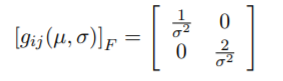 [g_{ij}(μ, σ)]_F = [ 1/σ² 0
0 2/σ² ]